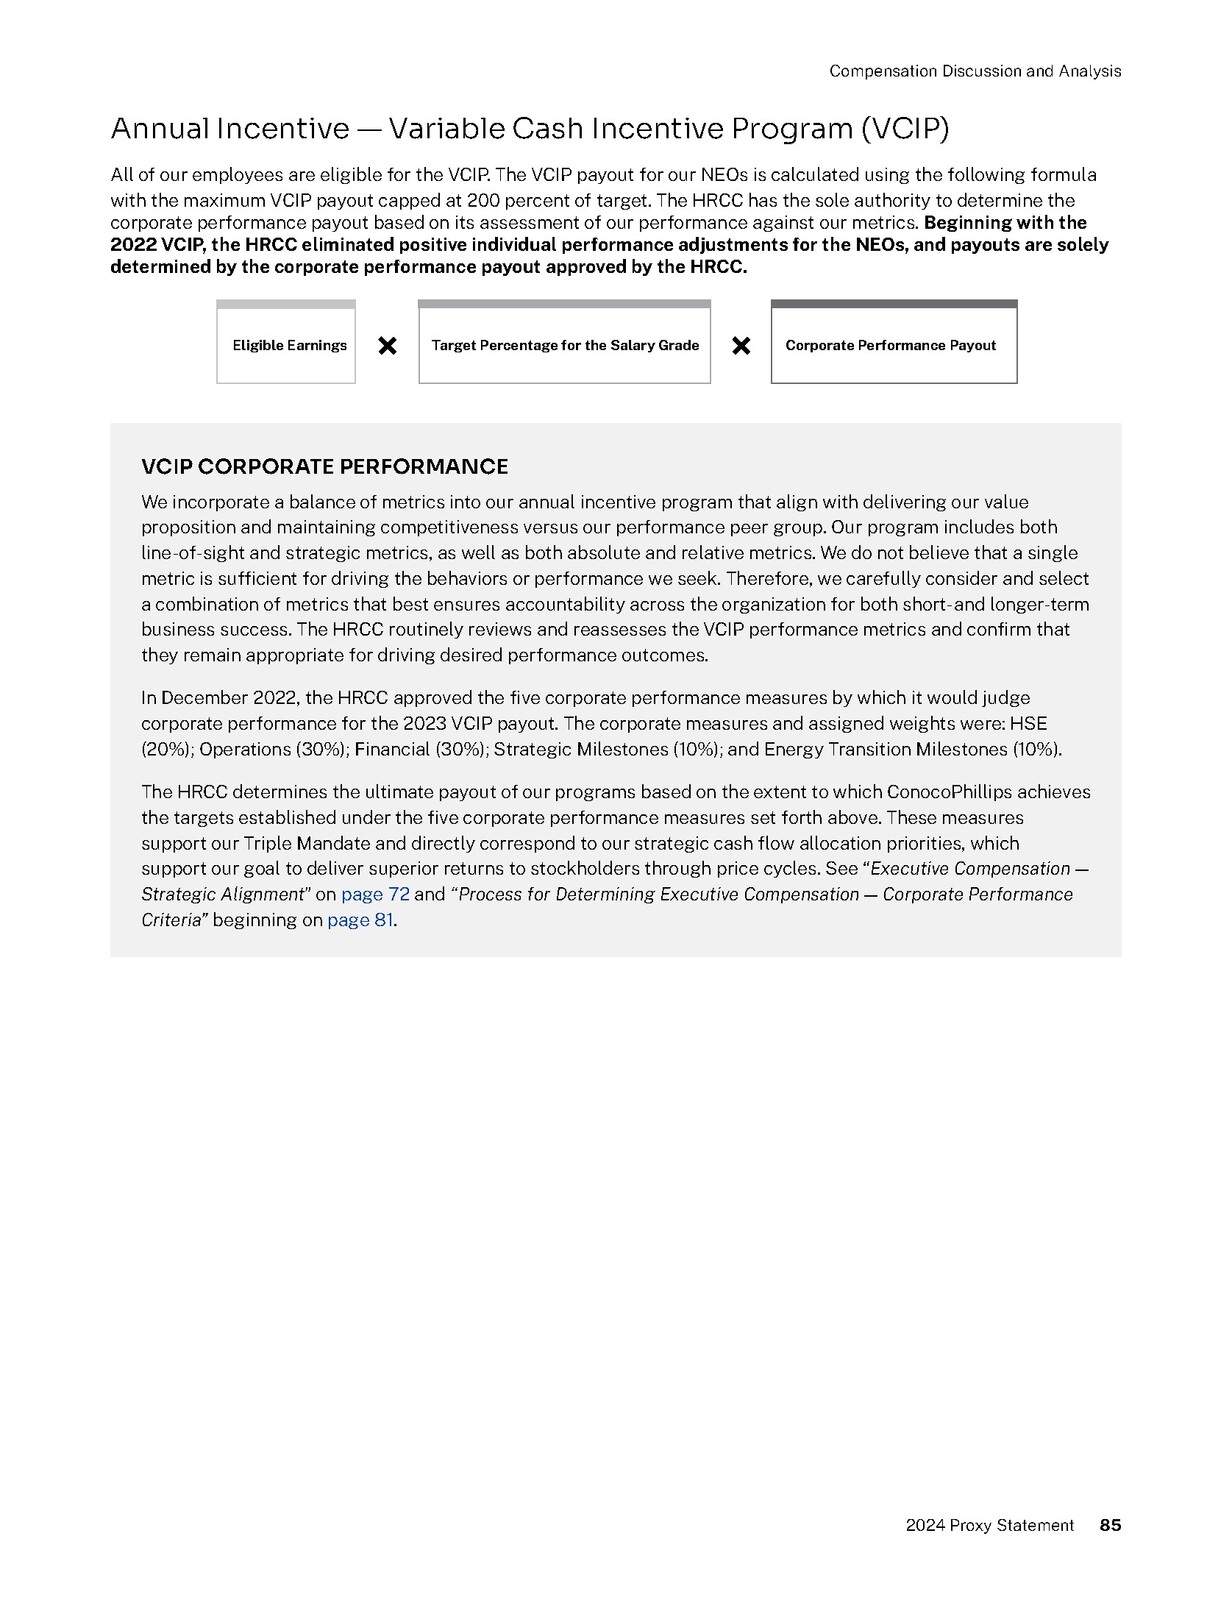 Compensation Discussion and Analysis
Annual Incentive — Variable Cash Incentive Program (VCIP)
All of our employees are eligible for the VCIP. The VCIP payout for our NEOs is calculated using the following formula
with the maximum VCIP payout capped at 200 percent of target. The HRCC has the sole authority to determine the
corporate performance payout based on its assessment of our performance against our metrics. Beginning with the
2022 VCIP, the HRCC eliminated positive individual performance adjustments for the NEOs, and payouts are solely
determined by the corporate performance payout approved by the HRCC.
Eligible Earnings × Target Percentage for the Salary Grade × Corporate Performance Payout
VCIP CORPORATE PERFORMANCE
We incorporate a balance of metrics into our annual incentive program that align with delivering our value
proposition and maintaining competitiveness versus our performance peer group. Our program includes both
line-of-sight and strategic metrics, as well as both absolute and relative metrics. We do not believe that a single
metric is sufficient for driving the behaviors or performance we seek. Therefore, we carefully consider and select
a combination of metrics that best ensures accountability across the organization for both short- and longer-term
business success. The HRCC routinely reviews and reassesses the VCIP performance metrics and confirm that
they remain appropriate for driving desired performance outcomes.
In December 2022, the HRCC approved the five corporate performance measures by which it would judge
corporate performance for the 2023 VCIP payout. The corporate measures and assigned weights were: HSE
(20%); Operations (30%); Financial (30%); Strategic Milestones (10%); and Energy Transition Milestones (10%).
The HRCC determines the ultimate payout of our programs based on the extent to which ConocoPhillips achieves
the targets established under the five corporate performance measures set forth above. These measures
support our Triple Mandate and directly correspond to our strategic cash flow allocation priorities, which
support our goal to deliver superior returns to stockholders through price cycles. See “Executive Compensation —
Strategic Alignment” on page 72 and “Process for Determining Executive Compensation — Corporate Performance
Criteria” beginning on page 81.
2024 Proxy Statement 85